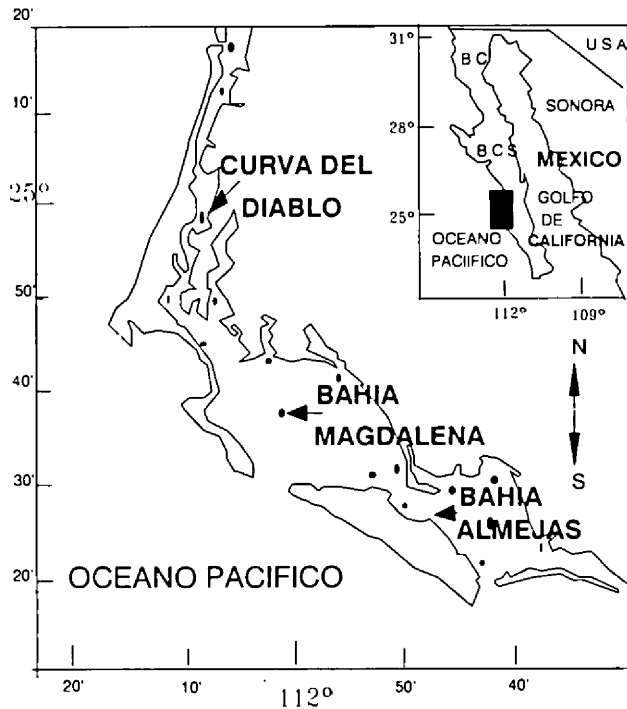 20'
10'
25°
50'
40'
30'
20'
CURVA DEL
DIABLO
BAHIA
MAGDALENA
BAHIA
ALMEJAS
OCEANO PACIFICO
20'
10'
112°
50'
40'
31°
28°
25°
U S A
B C
SONORA
B C S
MEXICO
GOLFO
DE
CALIFORNIA
OCEANO
PACIIFICO
112°
109°
N
S